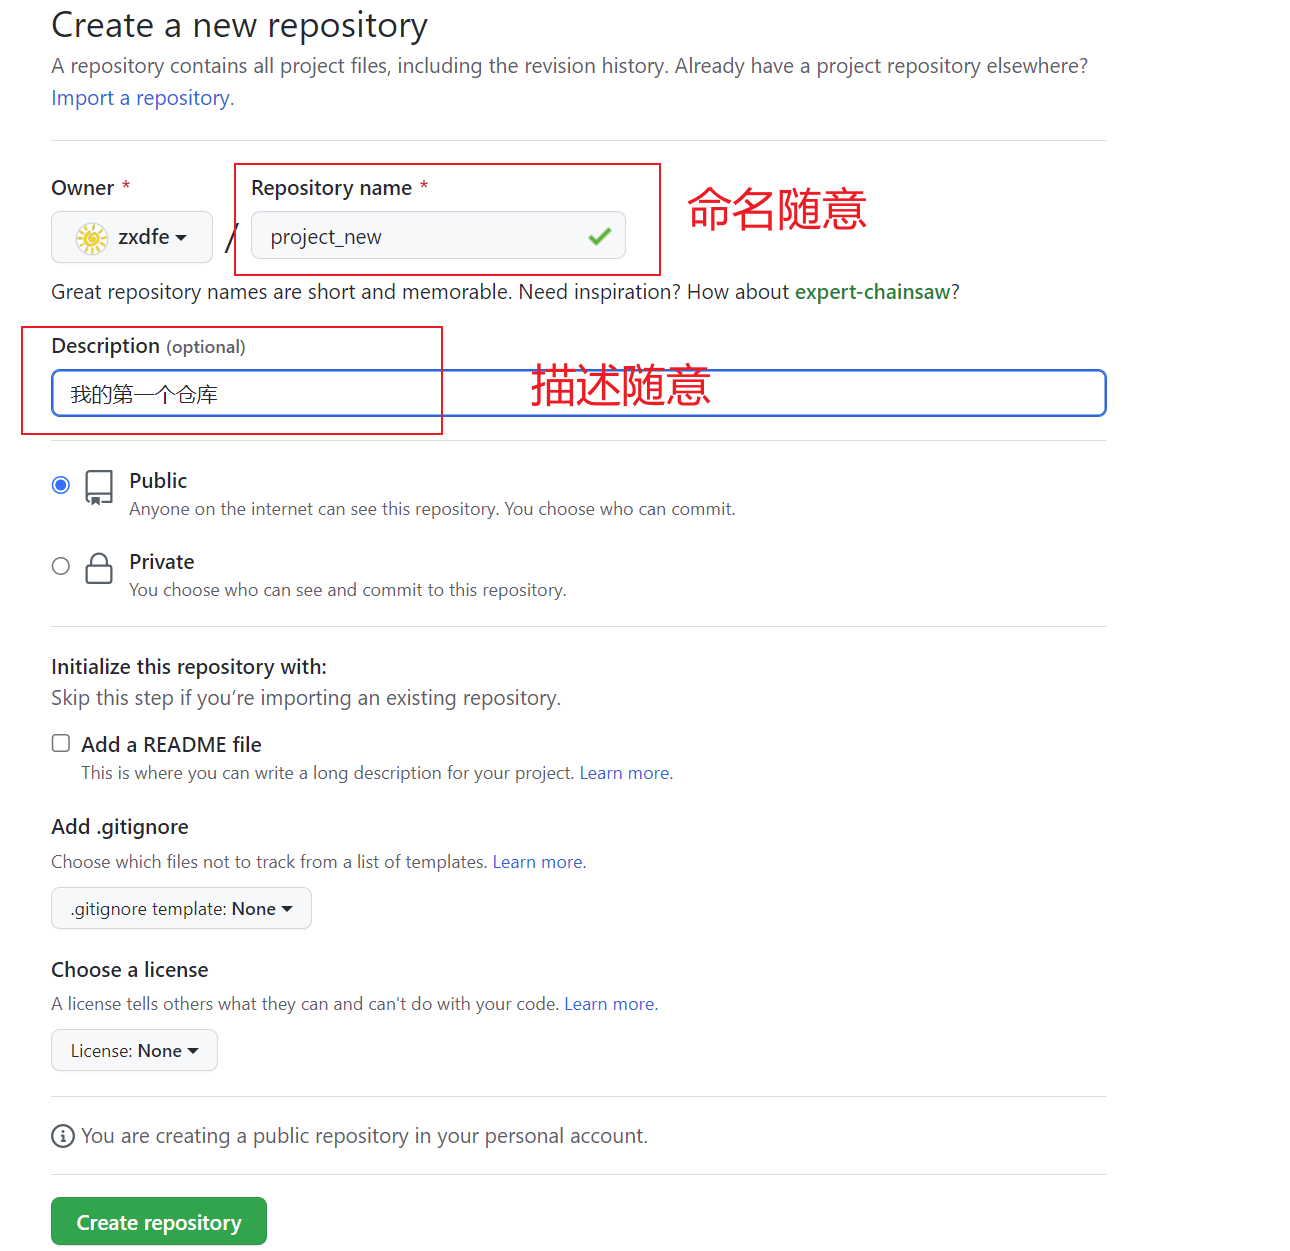 Create a new repository
A repository contains all project files, including the revision history. Already have a project repository elsewhere?
Import a repository.
Owner *
Repository name *
命名随意
zxdfe
/
project_new
Great repository names are short and memorable. Need inspiration? How about expert-chainsaw?
Description (optional)
我的第一个仓库
描述随意
Public
Anyone on the internet can see this repository. You choose who can commit.
Private
You choose who can see and commit to this repository.
Initialize this repository with:
Skip this step if you’re importing an existing repository.
Add a README file
This is where you can write a long description for your project. Learn more.
Add .gitignore
Choose which files not to track from a list of templates. Learn more.
.gitignore template: None
Choose a license
A license tells others what they can and can't do with your code. Learn more.
License: None
You are creating a public repository in your personal account.
Create repository